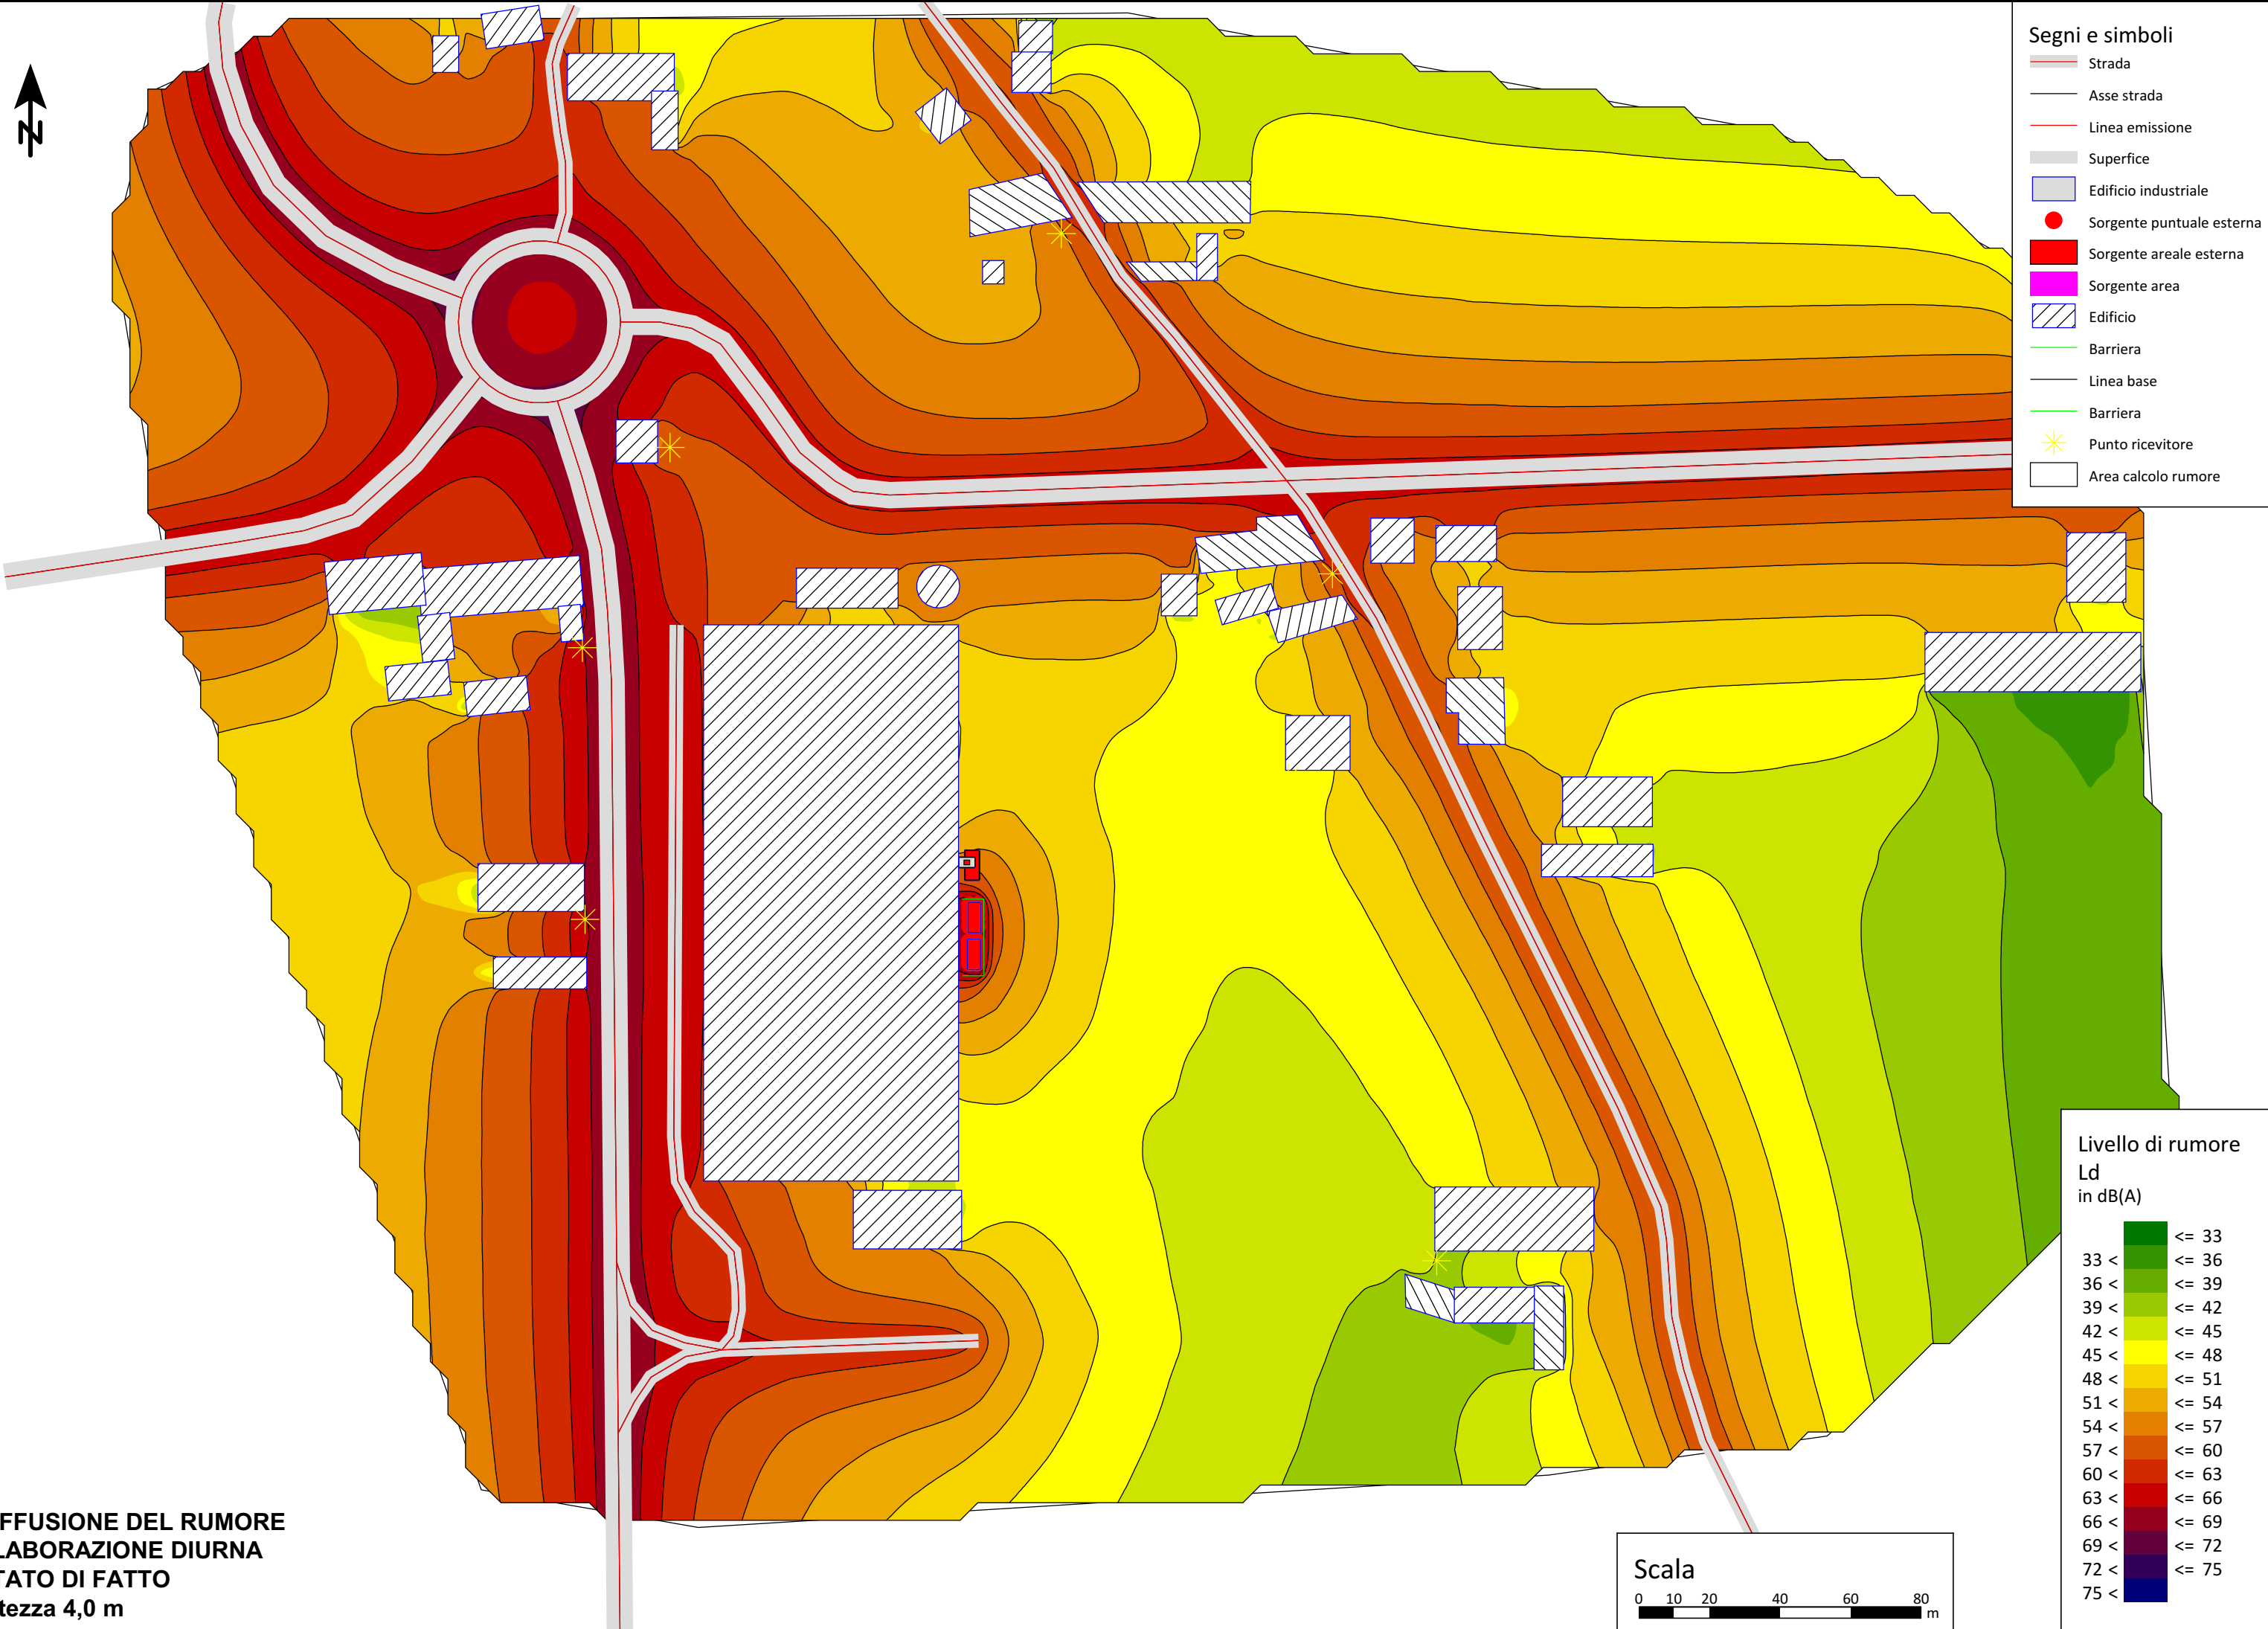 N
Segni e simboli
Strada
Asse strada
Linea emissione
Superfice
Edificio industriale
Sorgente puntuale esterna
Sorgente areale esterna
Sorgente area
Edificio
Barriera
Linea base
Barriera
Punto ricevitore
Area calcolo rumore
Livello di rumore
Ld
in dB(A)
<= 33
33 < <= 36
36 < <= 39
39 < <= 42
42 < <= 45
45 < <= 48
48 < <= 51
51 < <= 54
54 < <= 57
57 < <= 60
60 < <= 63
63 < <= 66
66 < <= 69
69 < <= 72
72 < <= 75
75 <
FFUSIONE DEL RUMORE
LABORAZIONE DIURNA
TATO DI FATTO
tezza 4,0 m
Scala
0 10 20 40 60 80
m